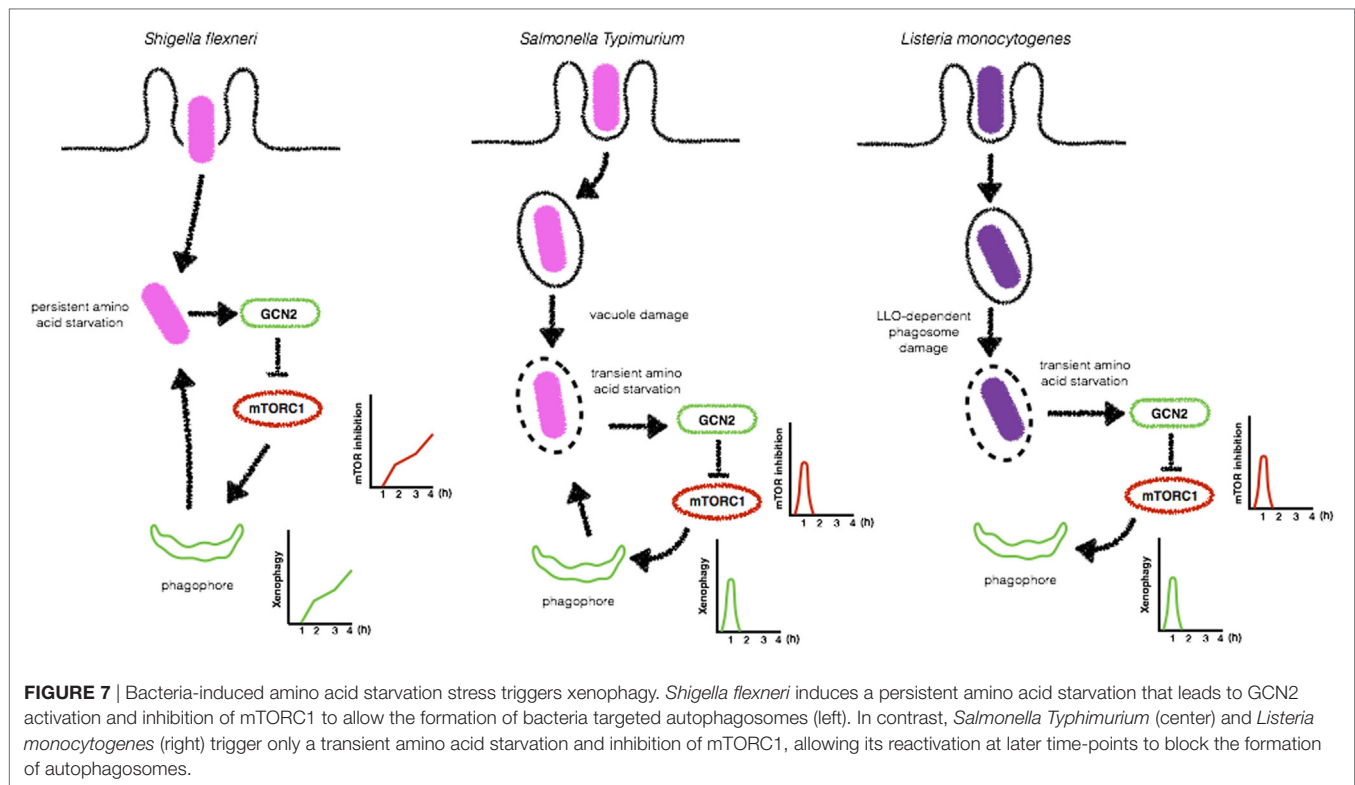 Shigella flexneri
persistent amino
acid starvation
GCN2
mTORC1
mTOR inhibition
1 2 3 4 (h)
phagophore
Xenophagy
1 2 3 4 (h)
Salmonella Typimurium
vacuole damage
transient amino
acid starvation
GCN2
mTORC1
mTOR inhibition
1 2 3 4 (h)
phagophore
Xenophagy
1 2 3 4 (h)
Listeria monocytogenes
LLO-dependent
phagosome
damage
transient amino
acid starvation
GCN2
mTORC1
mTOR inhibition
1 2 3 4 (h)
phagophore
Xenophagy
1 2 3 4 (h)
FIGURE 7 | Bacteria-induced amino acid starvation stress triggers xenophagy. Shigella flexneri induces a persistent amino acid starvation that leads to GCN2
activation and inhibition of mTORC1 to allow the formation of bacteria targeted autophagosomes (left). In contrast, Salmonella Typhimurium (center) and Listeria
monocytogenes (right) trigger only a transient amino acid starvation and inhibition of mTORC1, allowing its reactivation at later time-points to block the formation
of autophagosomes.